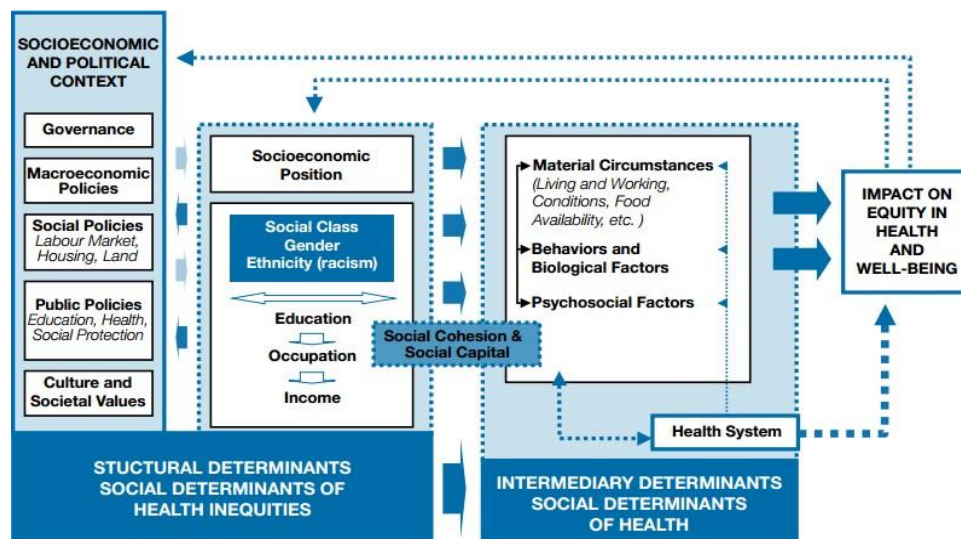 SOCIOECONOMIC
AND POLITICAL
CONTEXT
Governance
Macroeconomic
Policies
Social Policies
Labour Market,
Housing, Land
Public Policies
Education, Health,
Social Protection
Culture and
Societal Values
Socioeconomic
Position
Social Class
Gender
Ethnicity (racism)
Education
Occupation
Income
Social Cohesion &
Social Capital
Material Circumstances
(Living and Working,
Conditions, Food
Availability, etc. )
Behaviors and
Biological Factors
Psychosocial Factors
Health System
IMPACT ON
EQUITY IN
HEALTH
AND
WELL-BEING
STUCTURAL DETERMINANTS
SOCIAL DETERMINANTS OF
HEALTH INEQUITIES
INTERMEDIARY DETERMINANTS
SOCIAL DETERMINANTS
OF HEALTH